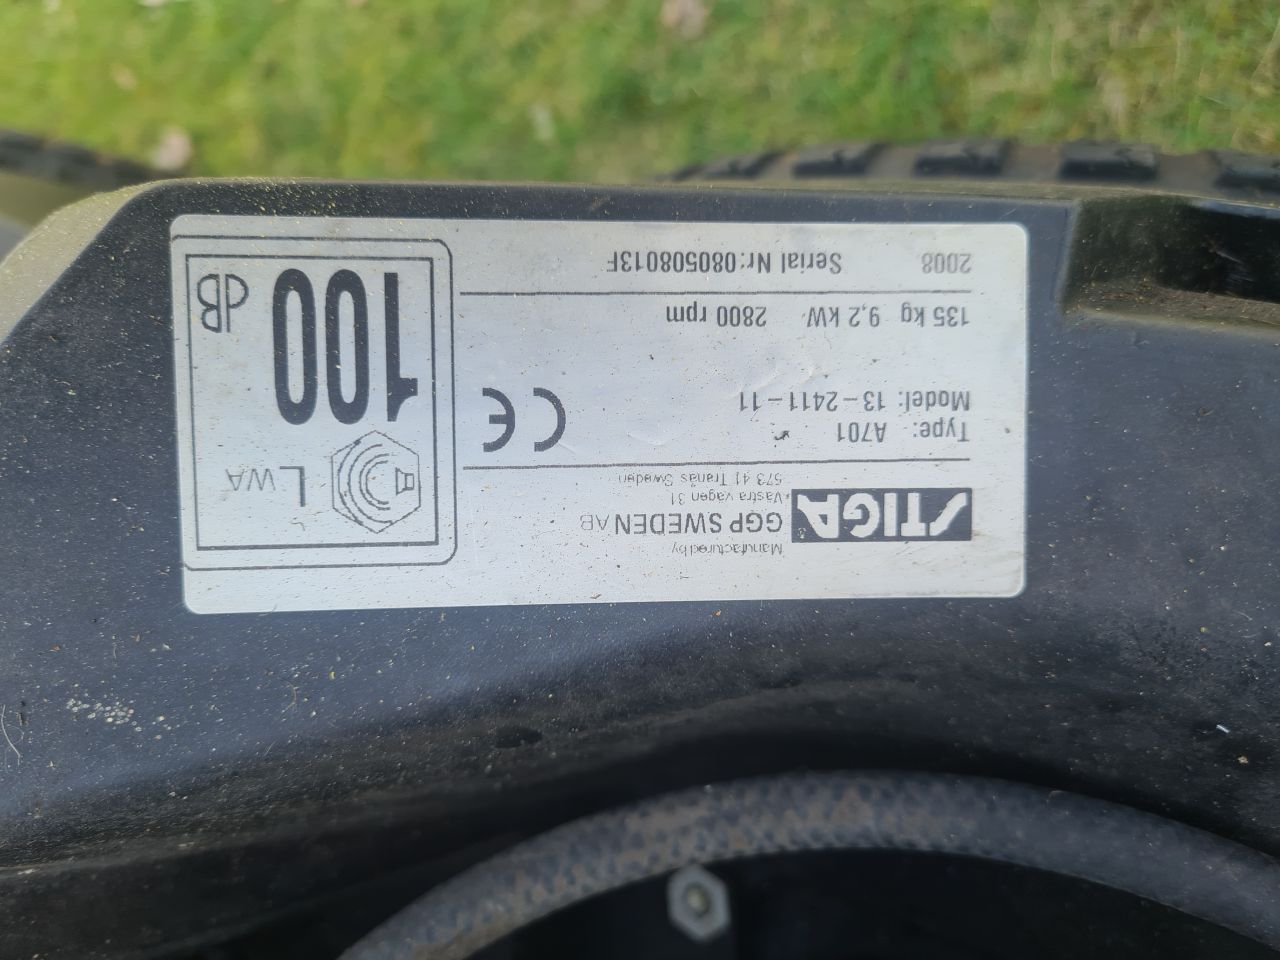 Manufactured by
STIGA
GGP SWEDEN AB
Västra vägen 31
573 41 Tranås Sweden
Type: A701
Model: 13-2411-11
135 kg 9,2 kW 2800 rpm
2008 Serial Nr:080508013F
CE
LWA
100
dB